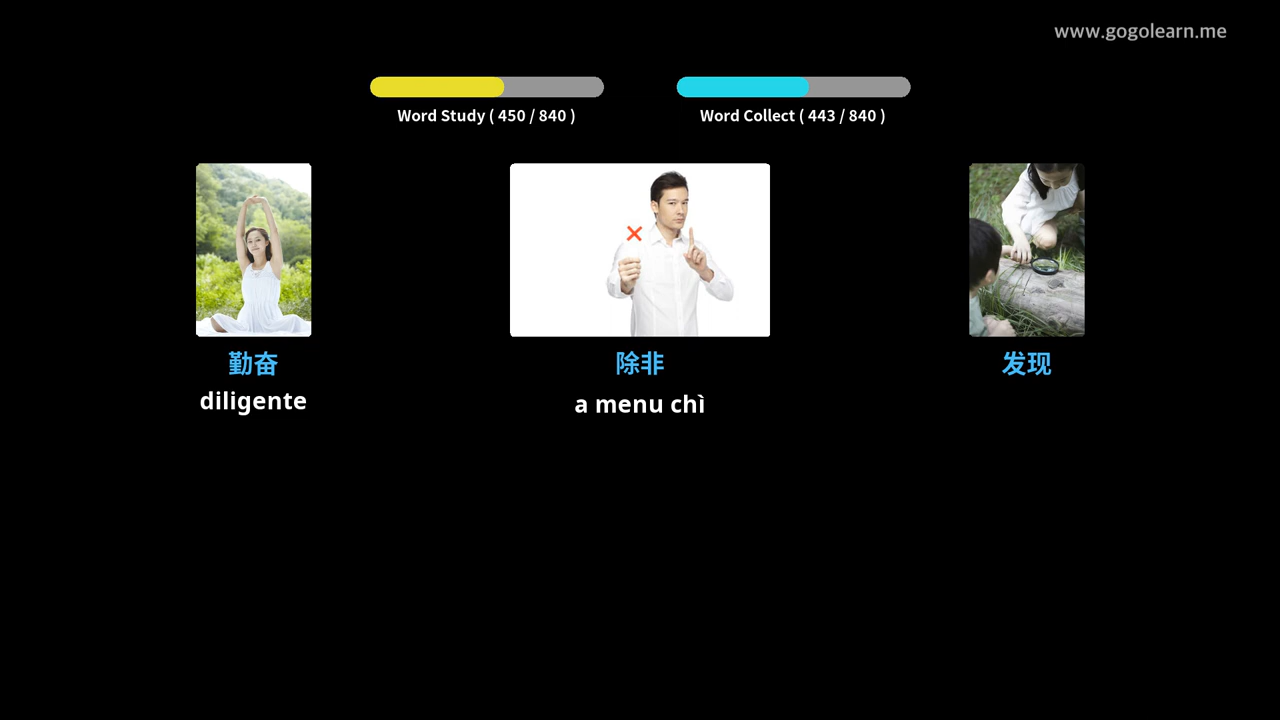 www.gogolearn.me
Word Study ( 450 / 840 )
Word Collect ( 443 / 840 )
勤奋
diligente
除非
a menu chì
发现